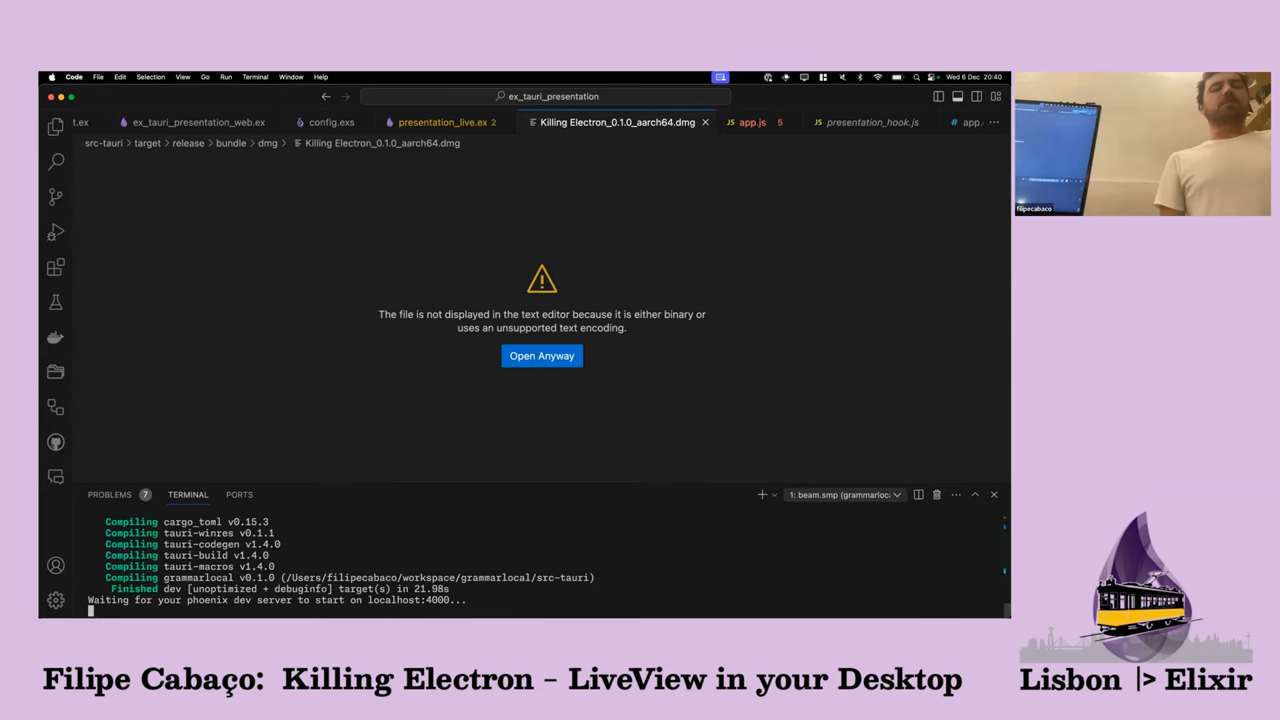 Code File Edit Selection View Go Run Terminal Window Help Wed 6 Dec 20:40
ex_tauri_presentation
t.ex ex_tauri_presentation_web.ex config.exs presentation_live.ex 2 Killing Electron_0.1.0_aarch64.dmg app.js 5 presentation_hook.js app.
src-tauri > target > release > bundle > dmg > Killing Electron_0.1.0_aarch64.dmg
The file is not displayed in the text editor because it is either binary or
uses an unsupported text encoding.
Open Anyway
PROBLEMS 7 TERMINAL PORTS 1: beam.smp (grammarloc
Compiling cargo_toml v0.15.3
Compiling tauri-winres v0.1.1
Compiling tauri-codegen v1.4.0
Compiling tauri-build v1.4.0
Compiling tauri-macros v1.4.0
Compiling grammarlocal v0.1.0 (/Users/filipecabaco/workspace/grammarlocal/src-tauri)
Finished dev [unoptimized + debuginfo] target(s) in 21.98s
Waiting for your phoenix dev server to start on localhost:4000...
filipecabaco
Filipe Cabaço: Killing Electron - LiveView in your Desktop
Lisbon |> Elixir